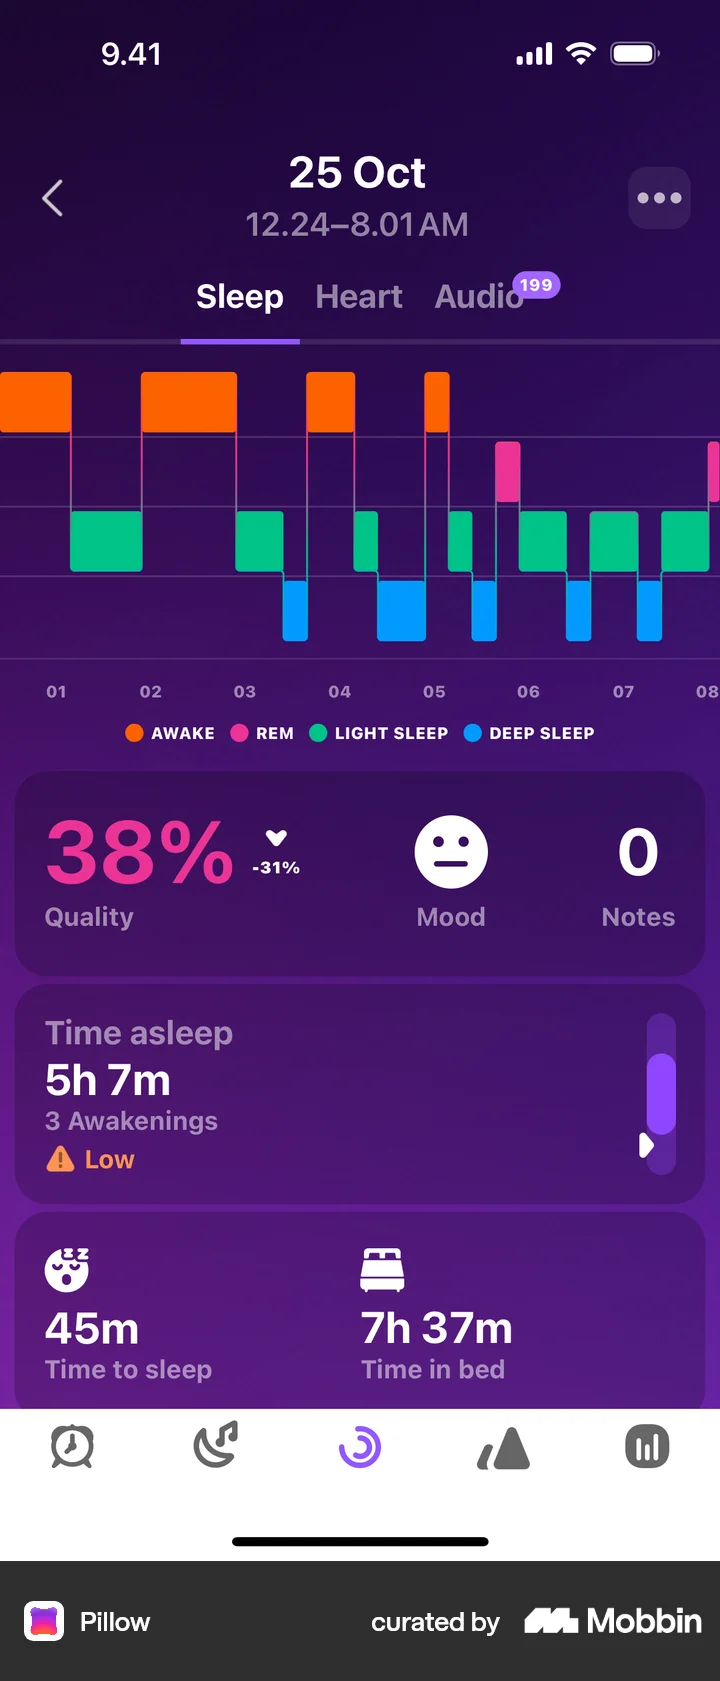 9.41
25 Oct
12.24–8.01 AM
Sleep Heart Audio 199
01 02 03 04 05 06 07 08
AWAKE REM LIGHT SLEEP DEEP SLEEP
38% -31% 0
Quality Mood Notes
Time asleep
5h 7m
3 Awakenings
Low
45m 7h 37m
Time to sleep Time in bed
Pillow curated by Mobbin